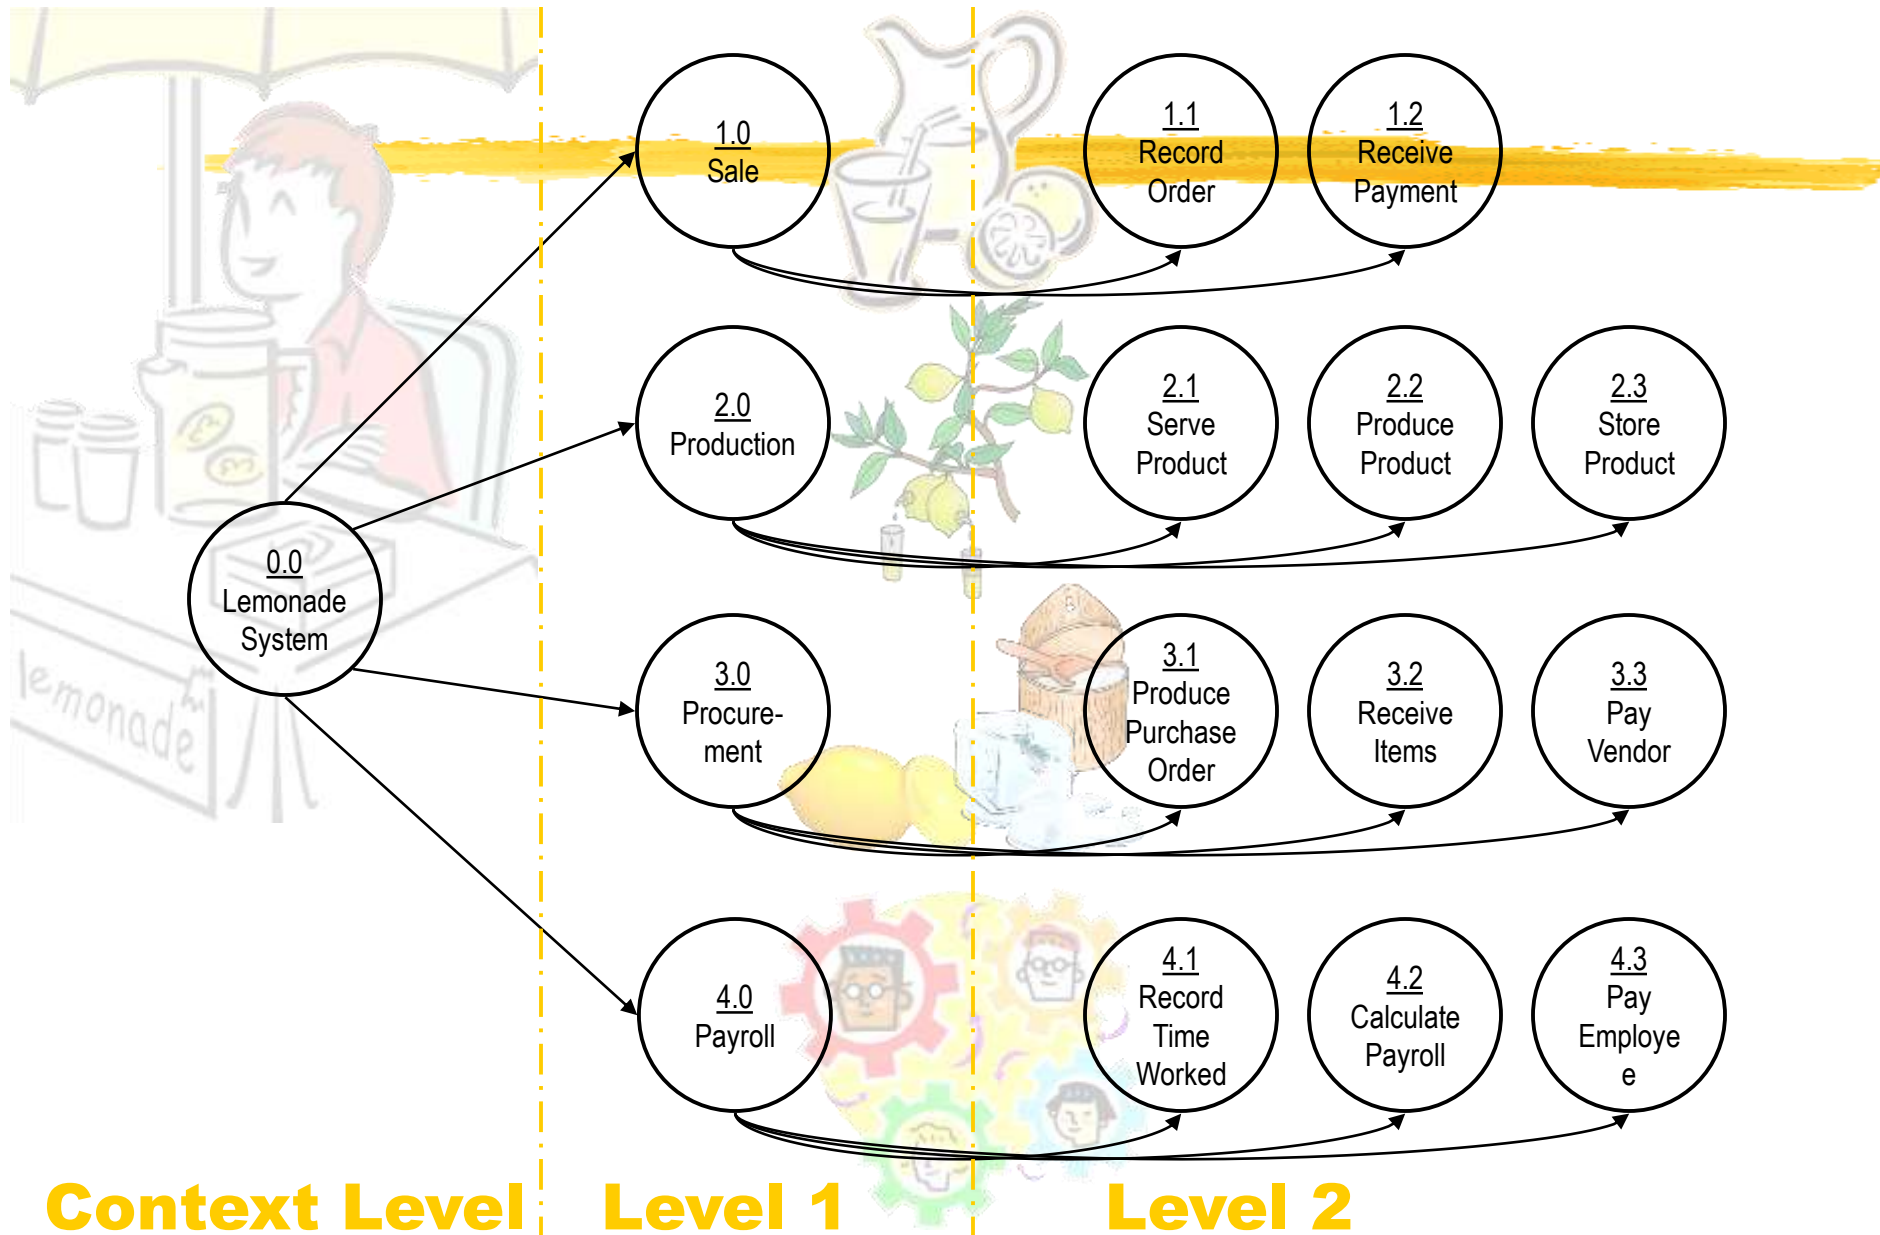 1.0
Sale
1.1
Record
Order
1.2
Receive
Payment
2.0
Production
2.1
Serve
Product
2.2
Produce
Product
2.3
Store
Product
0.0
Lemonade
System
lemonade
3.0
Procure-
ment
3.1
Produce
Purchase
Order
3.2
Receive
Items
3.3
Pay
Vendor
4.0
Payroll
4.1
Record
Time
Worked
4.2
Calculate
Payroll
4.3
Pay
Employe
e
Context Level
Level 1
Level 2